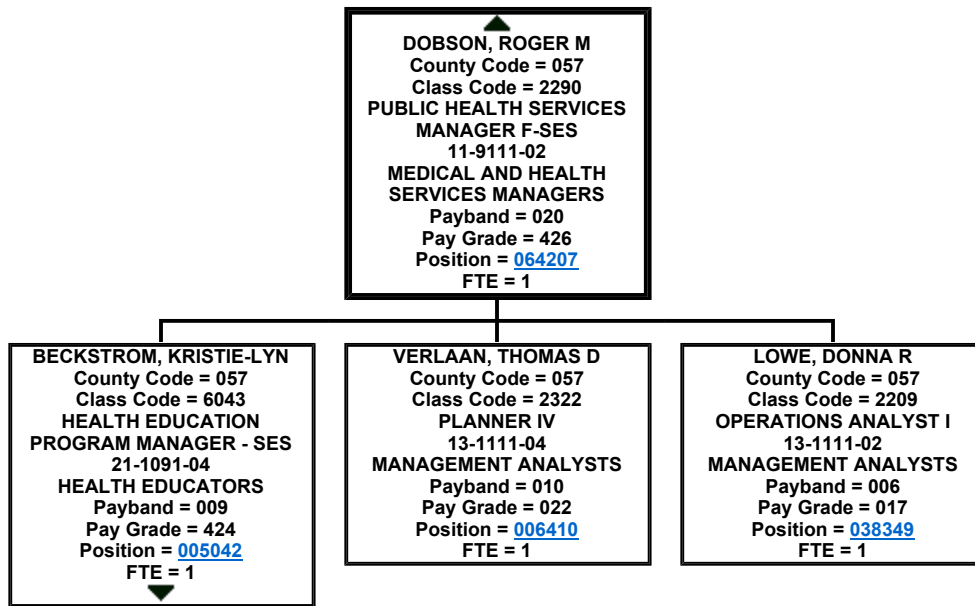 DOBSON, ROGER M
County Code = 057
Class Code = 2290
PUBLIC HEALTH SERVICES
MANAGER F-SES
11-9111-02
MEDICAL AND HEALTH
SERVICES MANAGERS
Payband = 020
Pay Grade = 426
Position = 064207
FTE = 1
BECKSTROM, KRISTIE-LYN
County Code = 057
Class Code = 6043
HEALTH EDUCATION
PROGRAM MANAGER - SES
21-1091-04
HEALTH EDUCATORS
Payband = 009
Pay Grade = 424
Position = 005042
FTE = 1
VERLAAN, THOMAS D
County Code = 057
Class Code = 2322
PLANNER IV
13-1111-04
MANAGEMENT ANALYSTS
Payband = 010
Pay Grade = 022
Position = 006410
FTE = 1
LOWE, DONNA R
County Code = 057
Class Code = 2209
OPERATIONS ANALYST I
13-1111-02
MANAGEMENT ANALYSTS
Payband = 006
Pay Grade = 017
Position = 038349
FTE = 1